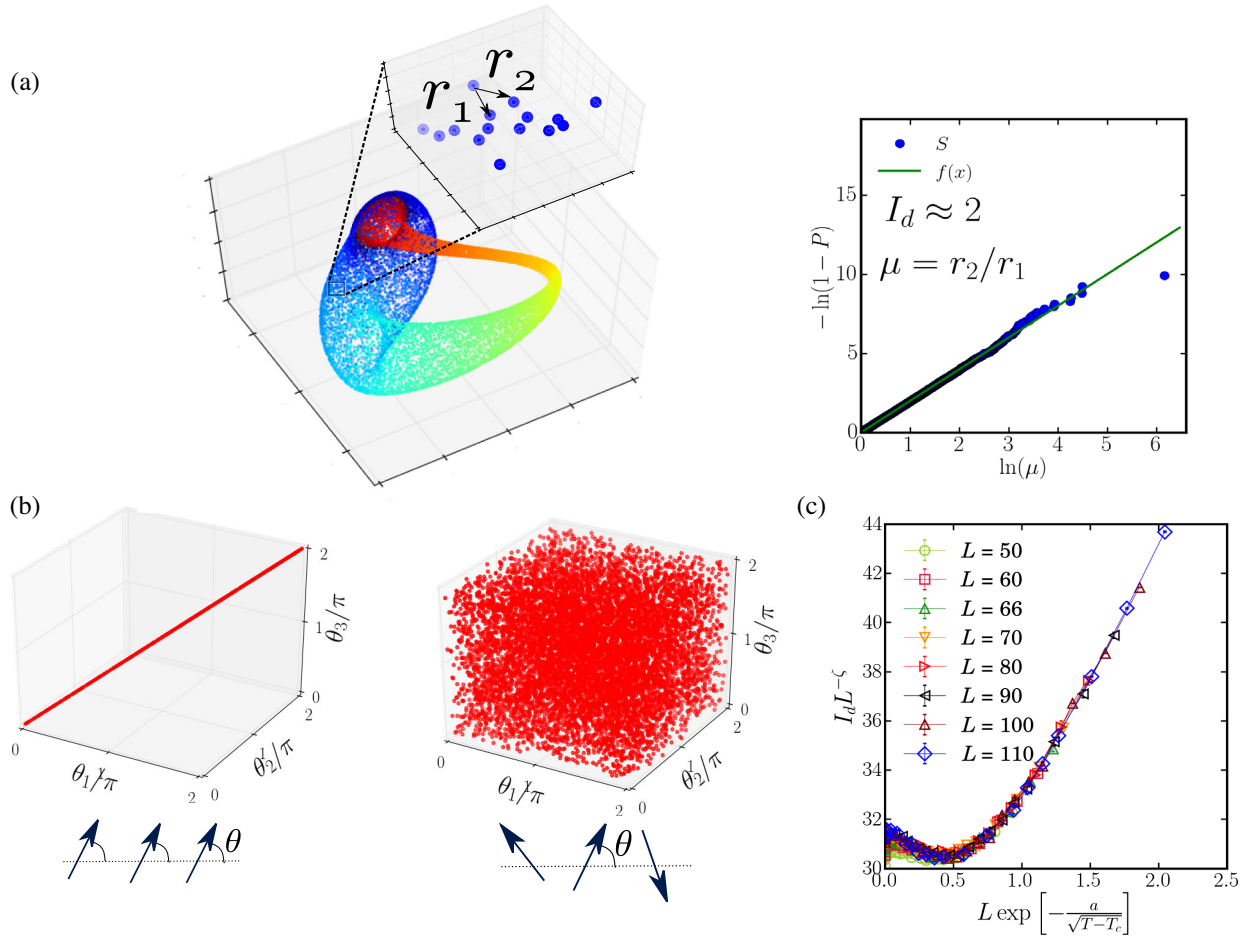 (a)
r₁
r₂
S
f(x)
I_d ≈ 2
μ = r₂/r₁
− ln(1 − P)
15
10
5
0
0 1 2 3 4 5 6
ln(μ)
(b)
0
θ₁/π
2
0
θ₂/π
2
0
1
2
θ₃/π
θ
0
θ₁/π
2
0
θ₂/π
2
0
1
2
θ₃/π
θ
(c)
44
42
40
38
36
34
32
30
I_d L^{−ζ}
L = 50
L = 60
L = 66
L = 70
L = 80
L = 90
L = 100
L = 110
0.0 0.5 1.0 1.5 2.0 2.5
L exp [− a/√(T−T_c)]